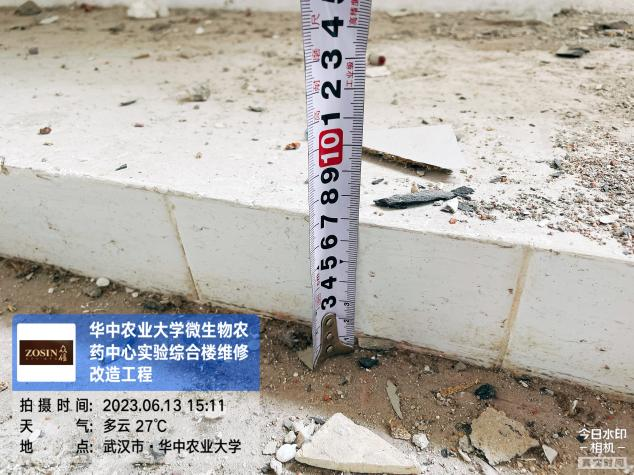 5
4
3
2
1
10
9
8
7
6
5
4
3
华中农业大学微生物农
药中心实验综合楼维修
改造工程
ZOSIN
拍摄时间: 2023.06.13 15:11
天 气: 多云 27℃
地 点: 武汉市·华中农业大学
今日水印
相机